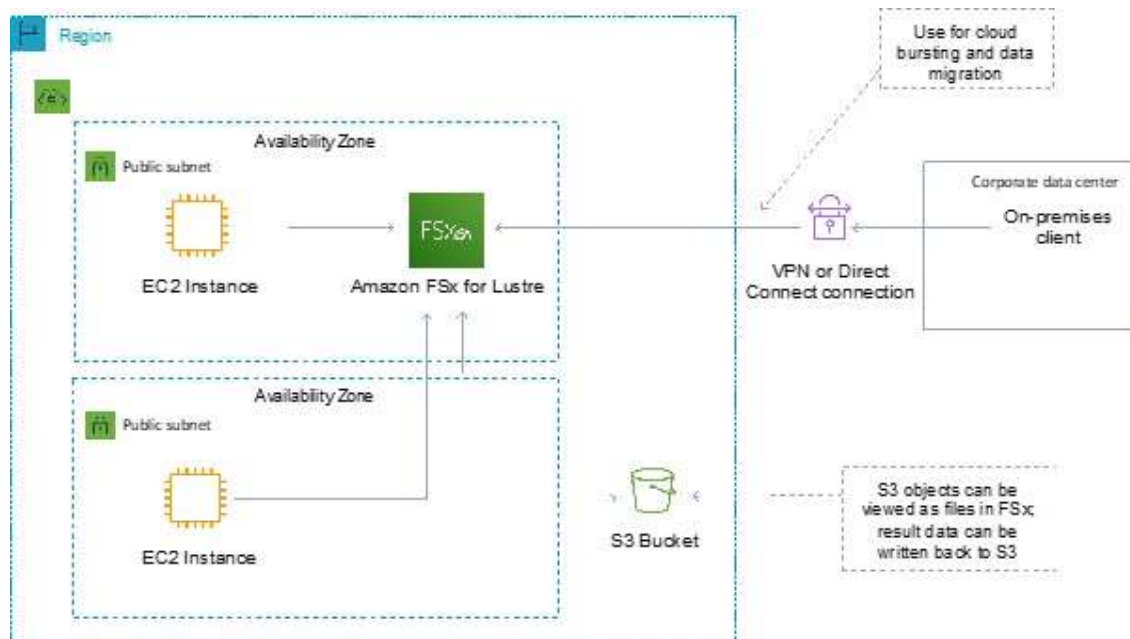 Region
Use for cloud
bursting and data
migration
Availability Zone
Public subnet
FSx
EC2 Instance
Amazon FSx for Lustre
VPN or Direct
Connect connection
Corporate data center
On-premises
client
Availability Zone
Public subnet
EC2 Instance
S3 Bucket
S3 objects can be
viewed as files in FSx;
result data can be
written back to S3